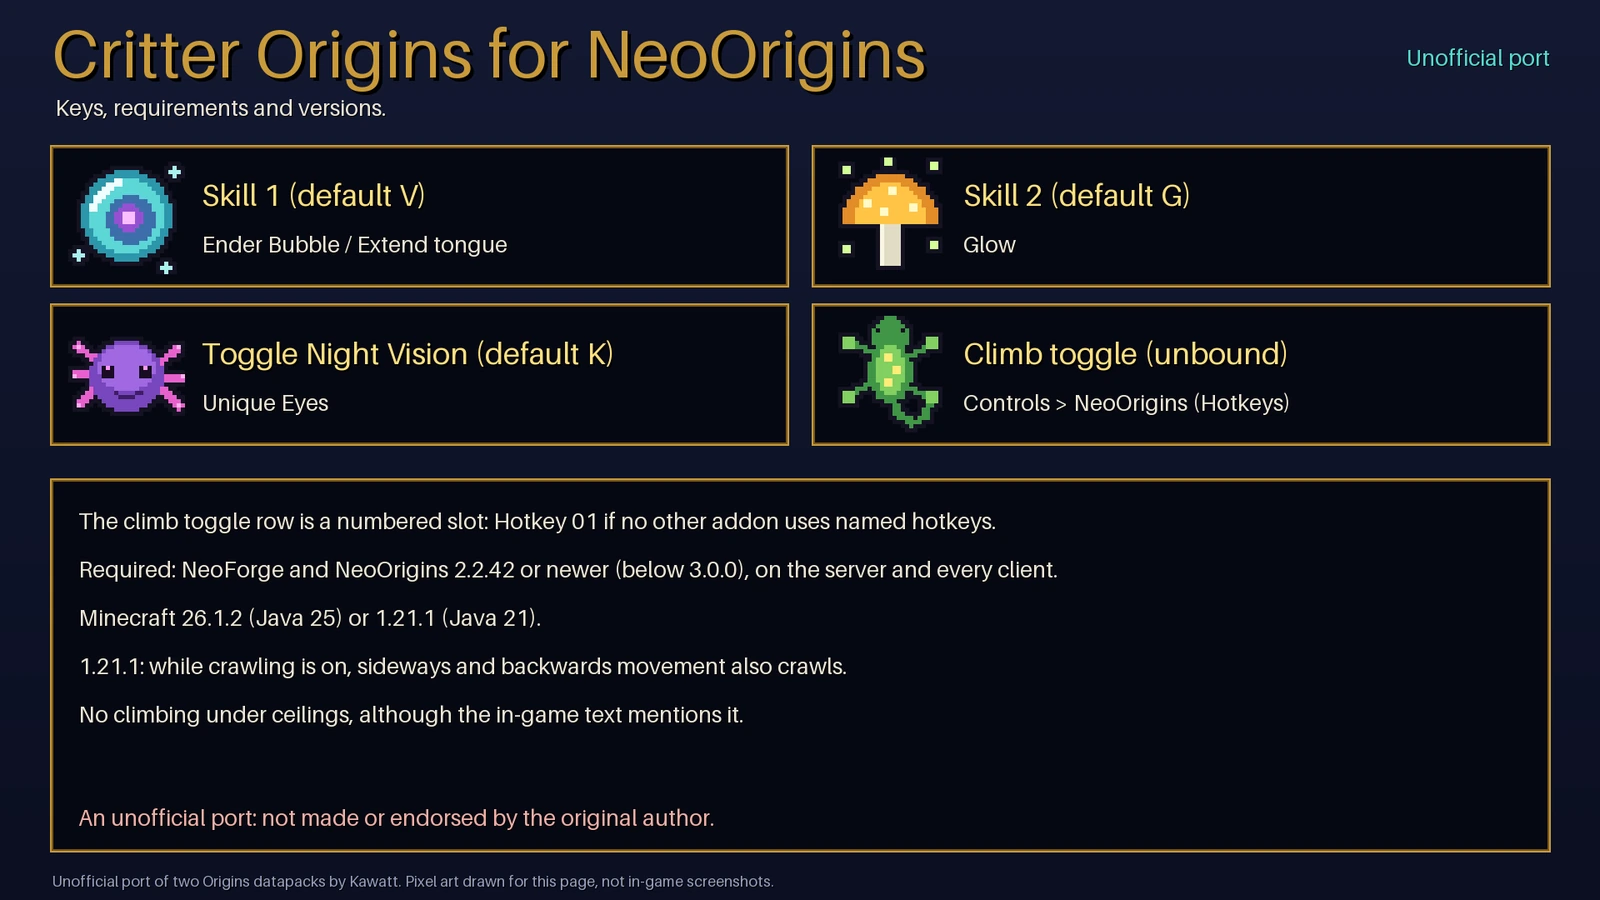 Critter Origins for NeoOrigins
Unofficial port
Keys, requirements and versions.
Skill 1 (default V)
Ender Bubble / Extend tongue
Skill 2 (default G)
Glow
Toggle Night Vision (default K)
Unique Eyes
Climb toggle (unbound)
Controls > NeoOrigins (Hotkeys)
The climb toggle row is a numbered slot: Hotkey 01 if no other addon uses named hotkeys.
Required: NeoForge and NeoOrigins 2.2.42 or newer (below 3.0.0), on the server and every client.
Minecraft 26.1.2 (Java 25) or 1.21.1 (Java 21).
1.21.1: while crawling is on, sideways and backwards movement also crawls.
No climbing under ceilings, although the in-game text mentions it.
An unofficial port: not made or endorsed by the original author.
Unofficial port of two Origins datapacks by Kawatt. Pixel art drawn for this page, not in-game screenshots.